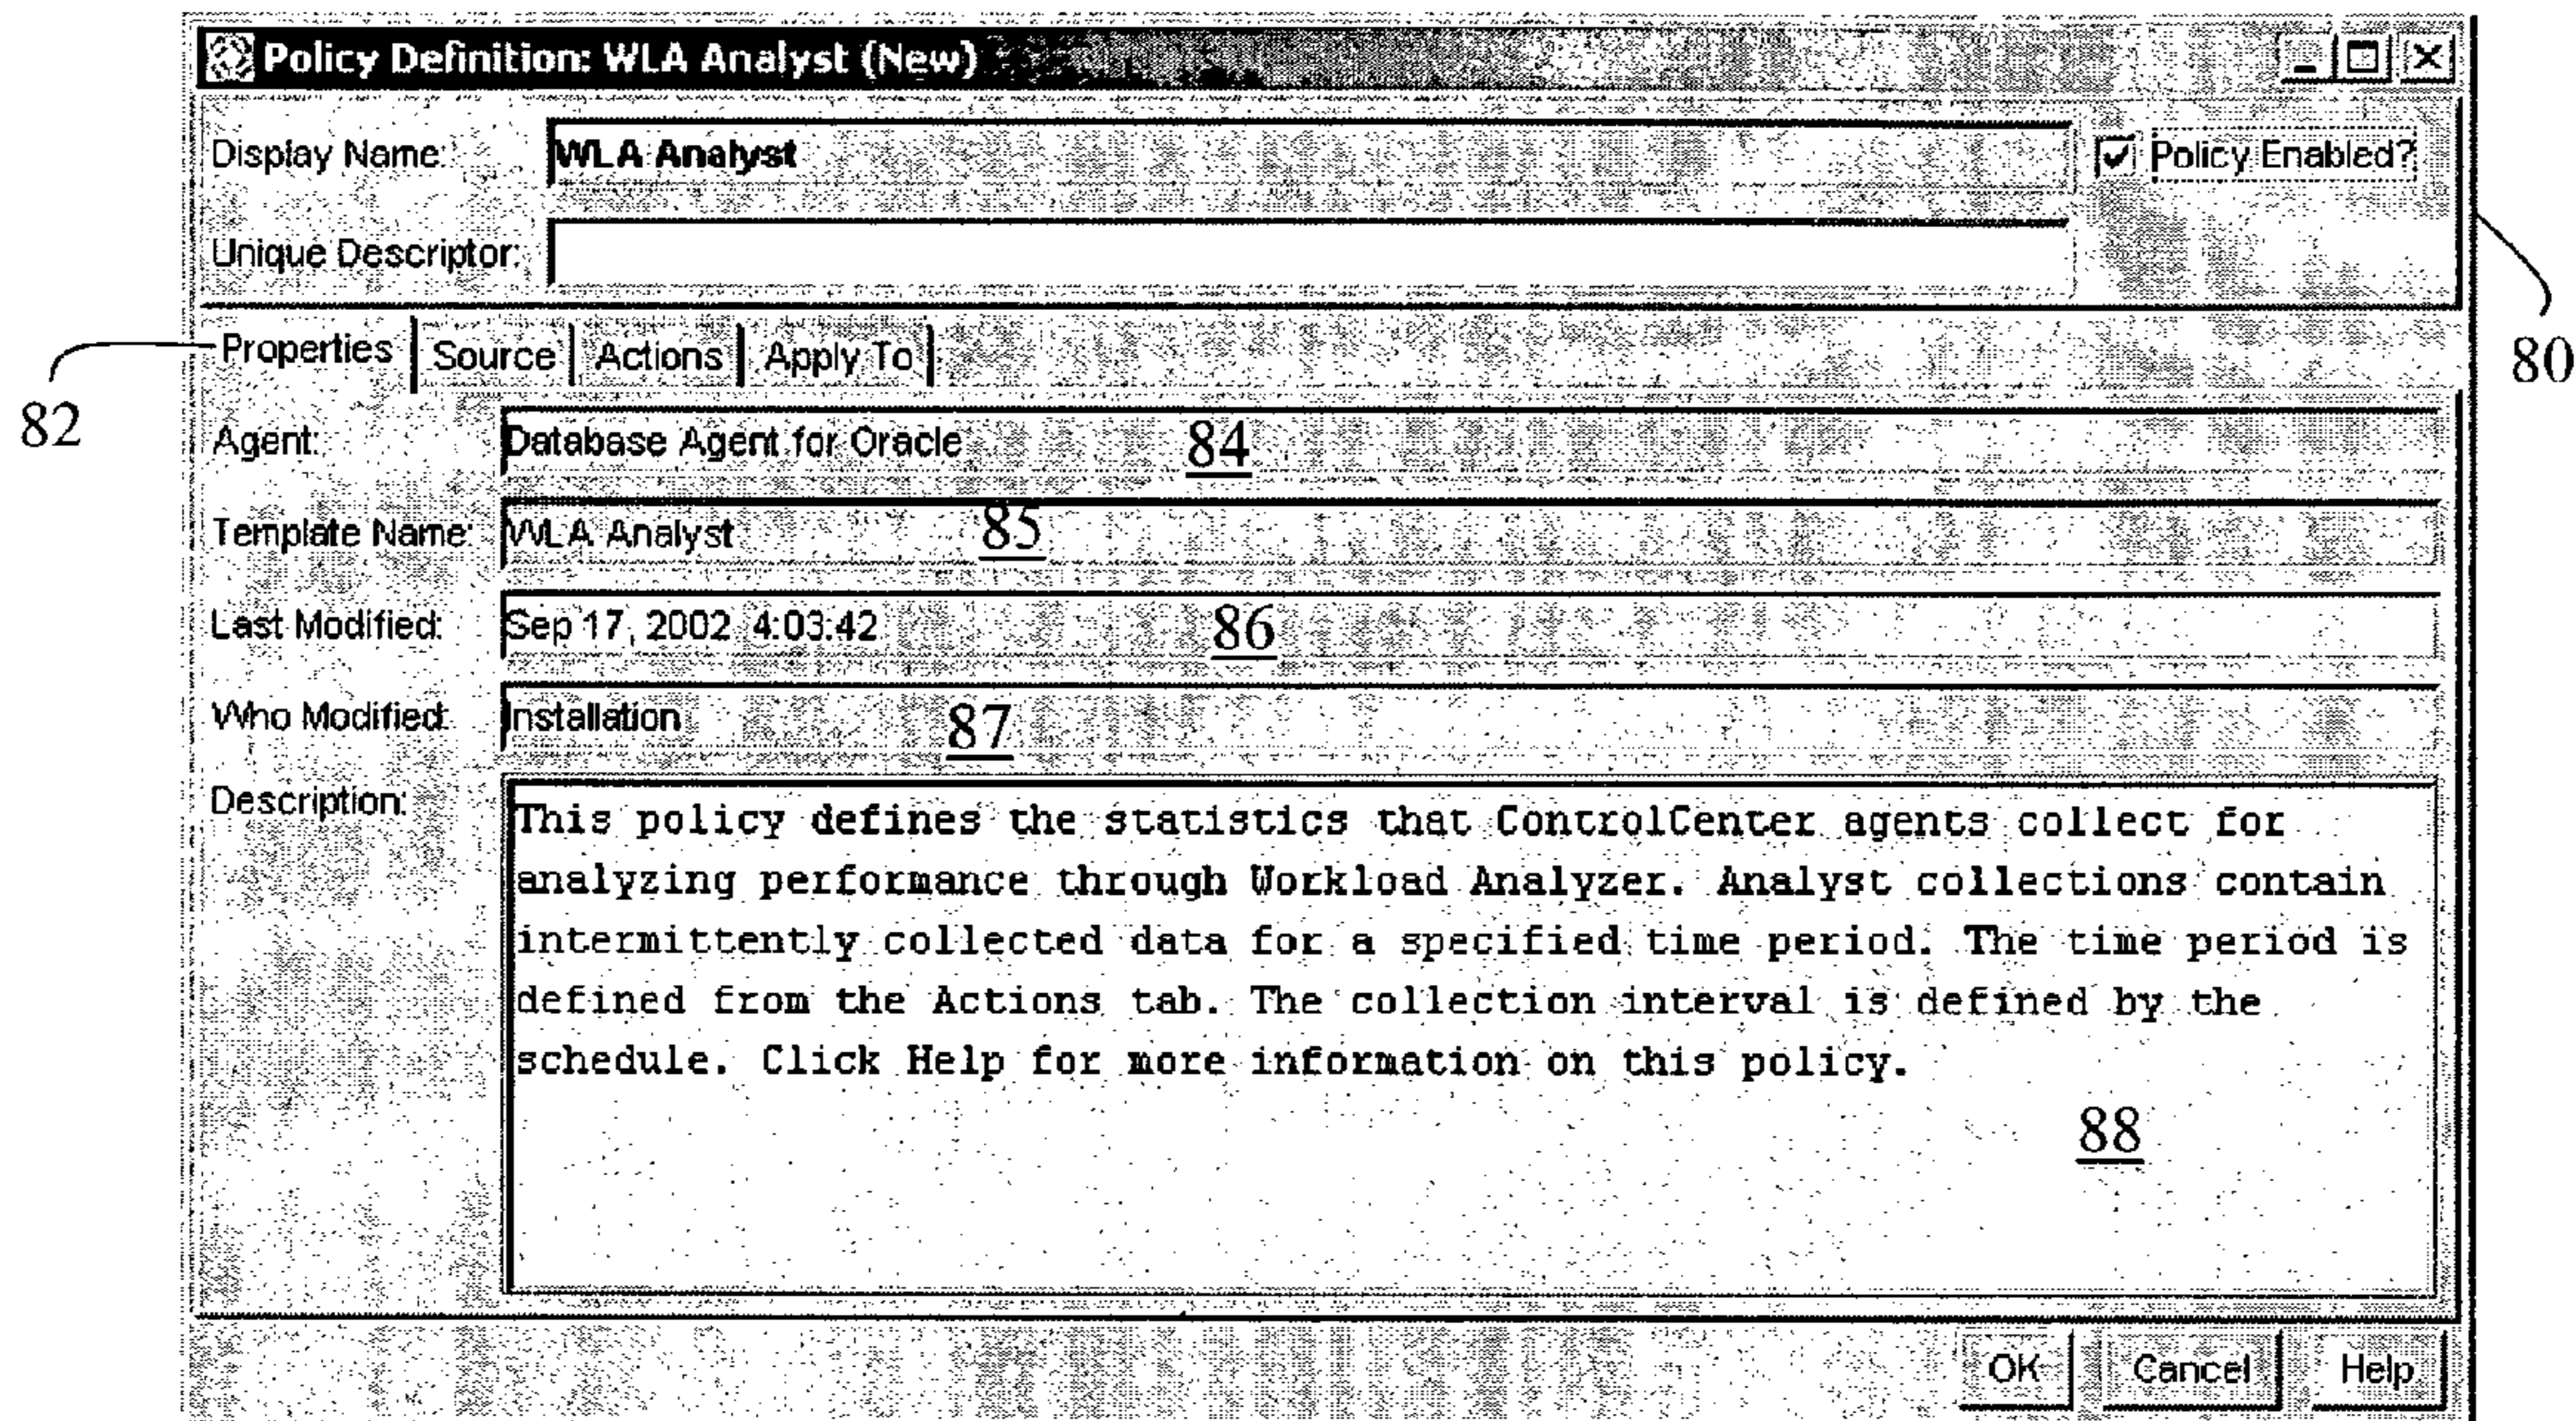 Policy Definition: WLA Analyst (New)
Display Name: WLA Analyst Policy Enabled?
Unique Descriptor:
80
Properties Source Actions Apply To
82
Agent: Database Agent for Oracle 84
Template Name: WLA Analyst 85
Last Modified: Sep 17, 2002 4:03:42 86
Who Modified: Installation 87
Description: This policy defines the statistics that ControlCenter agents collect for
analyzing performance through Workload Analyzer. Analyst collections contain
intermittently collected data for a specified time period. The time period is
defined from the Actions tab. The collection interval is defined by the
schedule. Click Help for more information on this policy.
88
OK Cancel Help